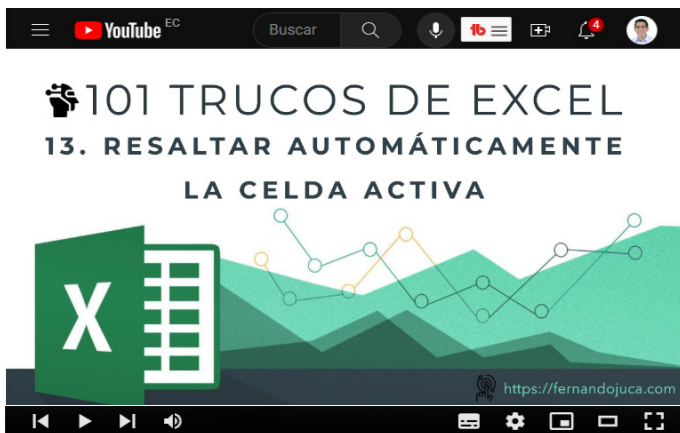 YouTube EC
Buscar
4
101 TRUCOS DE EXCEL
13. RESALTAR AUTOMÁTICAMENTE
LA CELDA ACTIVA
X
https://fernandojuca.com